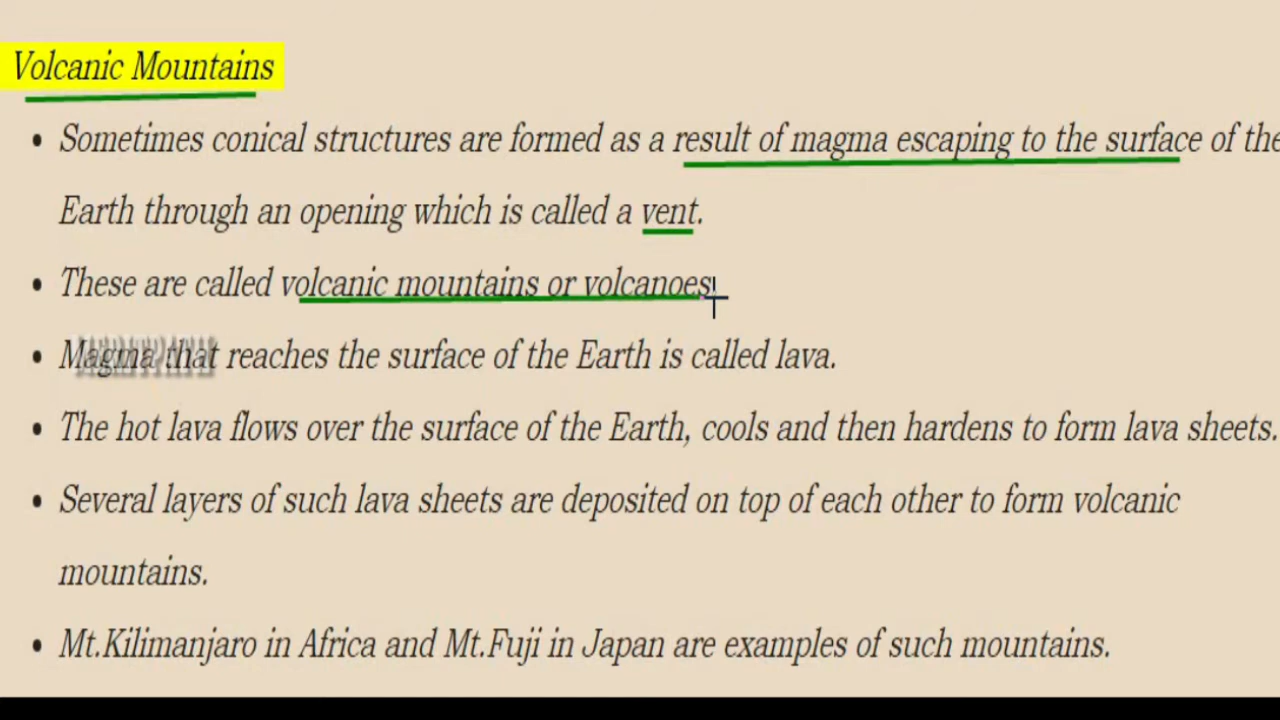 Volcanic Mountains
• Sometimes conical structures are formed as a result of magma escaping to the surface of the
Earth through an opening which is called a vent.
• These are called volcanic mountains or volcanoes.
• Magma that reaches the surface of the Earth is called lava.
• The hot lava flows over the surface of the Earth, cools and then hardens to form lava sheets.
• Several layers of such lava sheets are deposited on top of each other to form volcanic
mountains.
• Mt.Kilimanjaro in Africa and Mt.Fuji in Japan are examples of such mountains.